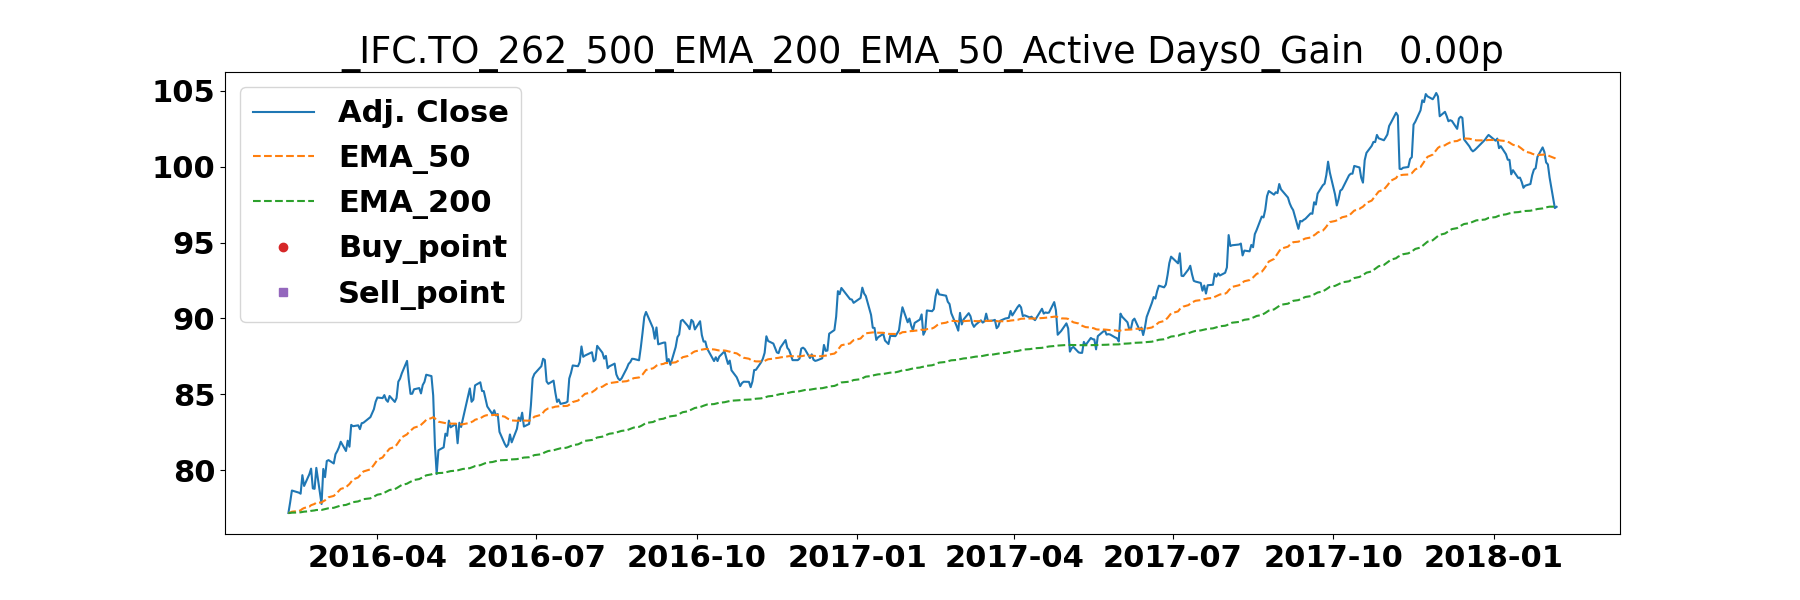 _IFC.TO_262_500_EMA_200_EMA_50_Active Days0_Gain   0.00p
105
100
95
90
85
80
Adj. Close
EMA_50
EMA_200
Buy_point
Sell_point
2016-04 2016-07 2016-10 2017-01 2017-04 2017-07 2017-10 2018-01